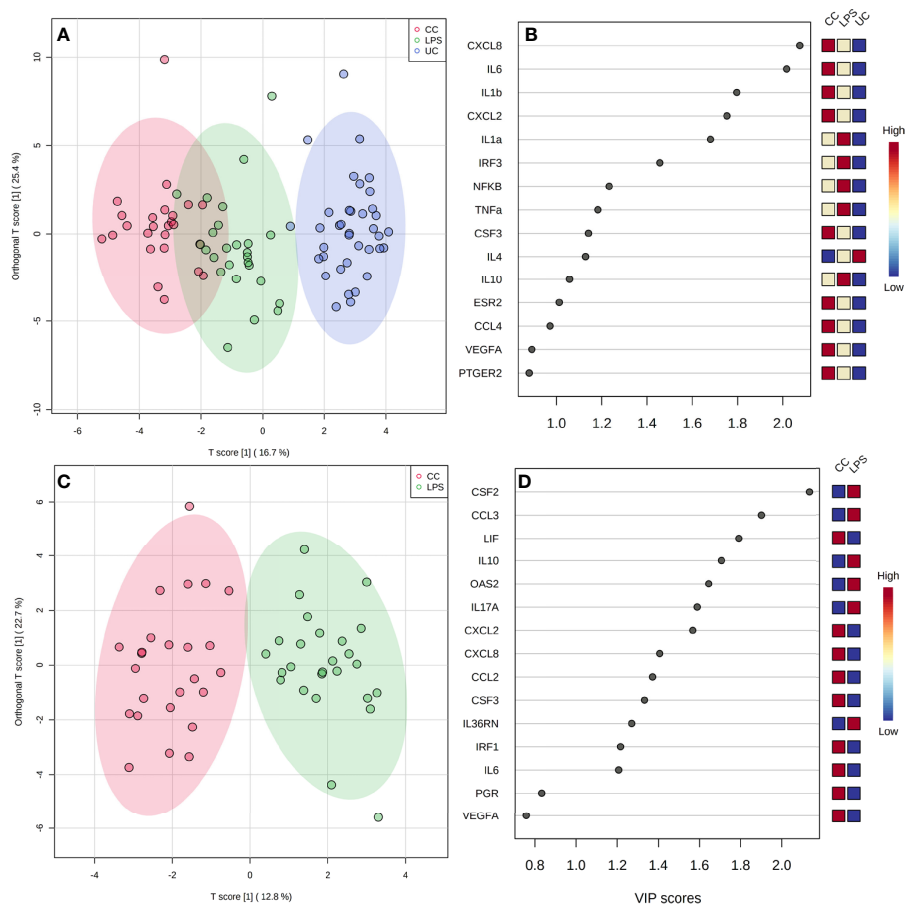 A
CC
LPS
UC
10
5
0
-5
-10
Orthogonal T score [1] ( 25.4 %)
-6
-4
-2
0
2
4
T score [1] ( 16.7 %)
B
CC
LPS
UC
CXCL8
IL6
IL1b
CXCL2
IL1a
IRF3
NFKB
TNFa
CSF3
IL4
IL10
ESR2
CCL4
VEGFA
PTGER2
1.0
1.2
1.4
1.6
1.8
2.0
High
Low
C
CC
LPS
6
4
2
0
-2
-4
-6
Orthogonal T score [1] ( 22.7 %)
-4
-2
0
2
4
T score [1] ( 12.8 %)
D
CC
LPS
CSF2
CCL3
LIF
IL10
OAS2
IL17A
CXCL2
CXCL8
CCL2
CSF3
IL36RN
IRF1
IL6
PGR
VEGFA
0.8
1.0
1.2
1.4
1.6
1.8
2.0
VIP scores
High
Low